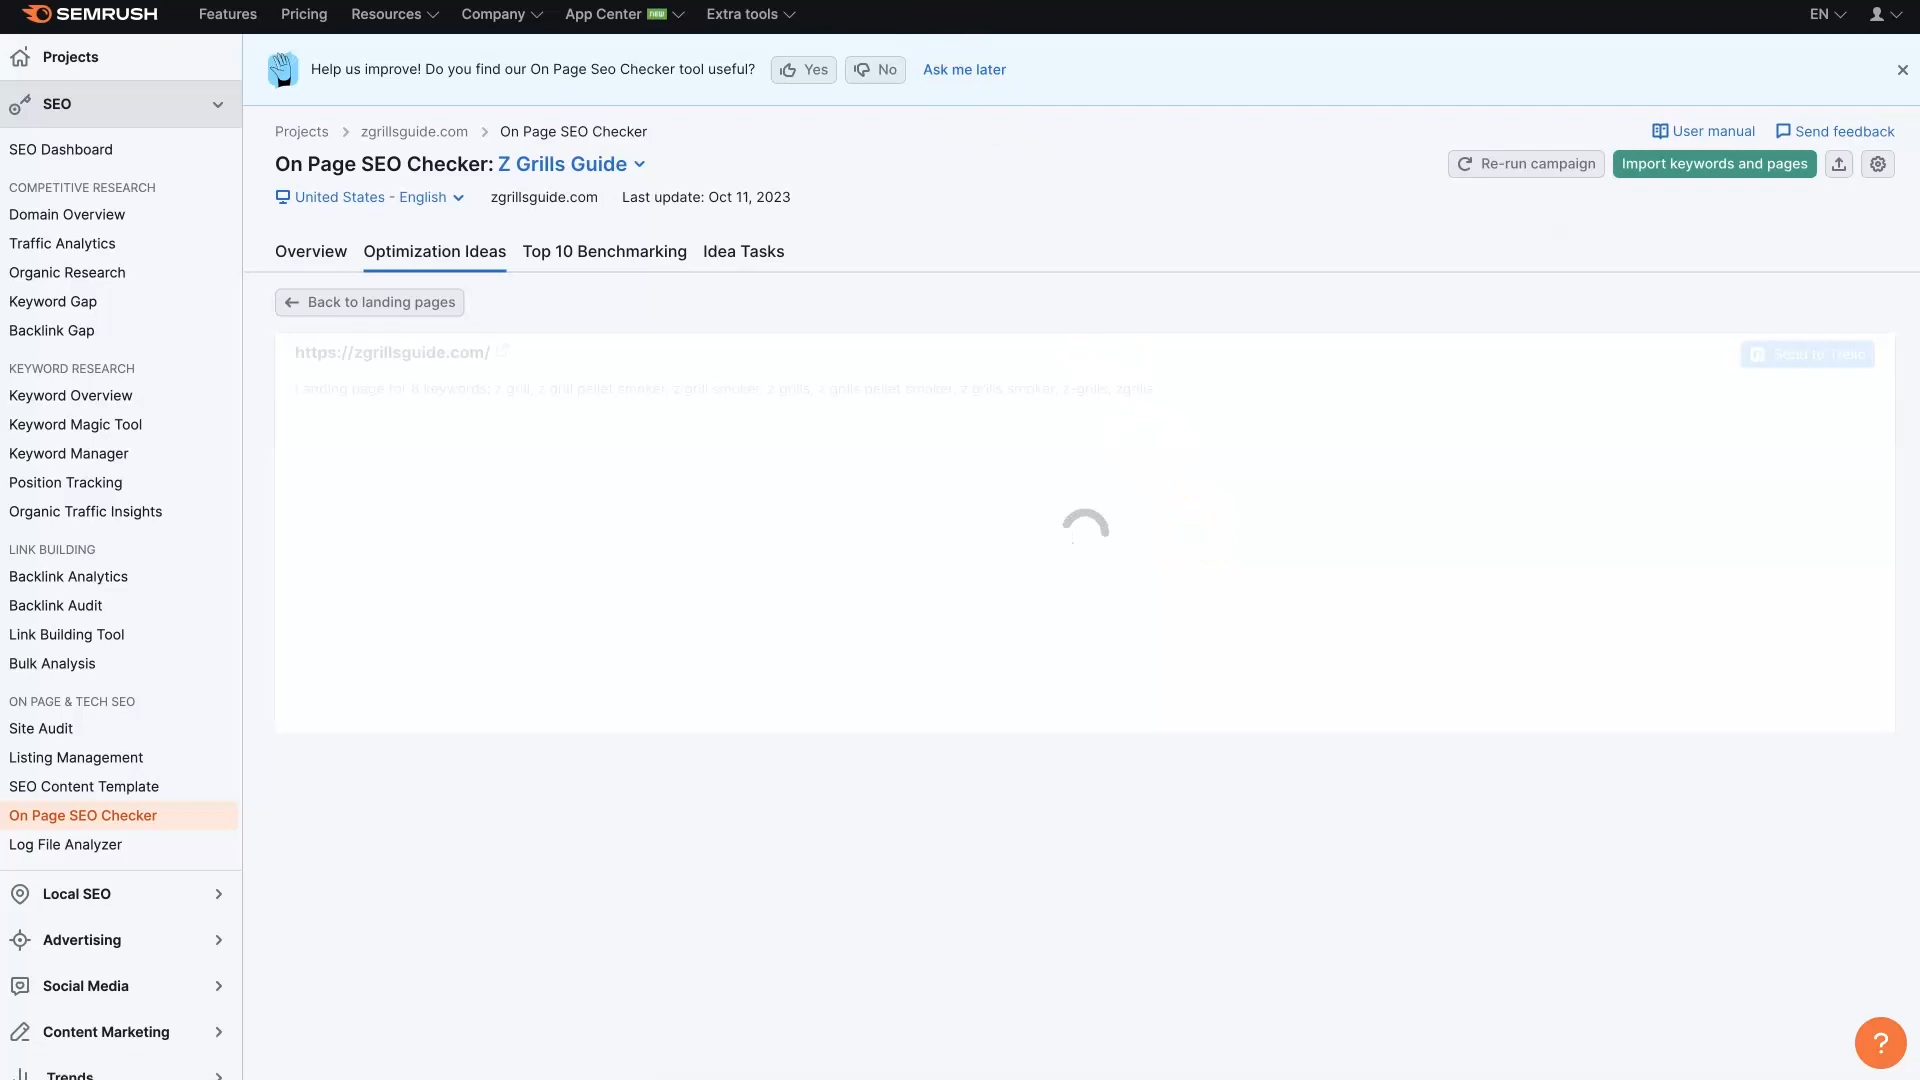 SEMRUSH
Features Pricing Resources Company App Center new Extra tools EN
Projects
SEO
SEO Dashboard
COMPETITIVE RESEARCH
Domain Overview
Traffic Analytics
Organic Research
Keyword Gap
Backlink Gap
KEYWORD RESEARCH
Keyword Overview
Keyword Magic Tool
Keyword Manager
Position Tracking
Organic Traffic Insights
LINK BUILDING
Backlink Analytics
Backlink Audit
Link Building Tool
Bulk Analysis
ON PAGE & TECH SEO
Site Audit
Listing Management
SEO Content Template
On Page SEO Checker
Log File Analyzer
Local SEO
Advertising
Social Media
Content Marketing
Trends
Help us improve! Do you find our On Page Seo Checker tool useful? Yes No Ask me later
Projects > zgrillsguide.com > On Page SEO Checker
User manual Send feedback
On Page SEO Checker: Z Grills Guide
Re-run campaign Import keywords and pages
United States - English zgrillsguide.com Last update: Oct 11, 2023
Overview Optimization Ideas Top 10 Benchmarking Idea Tasks
Back to landing pages
https://zgrillsguide.com/
Send to Trello
Landing page for 8 keywords: z grill, z grill pellet smoker, z grill smoker, z grills, z grills pellet smoker, z grills smoker, z-grills, zgrills
?